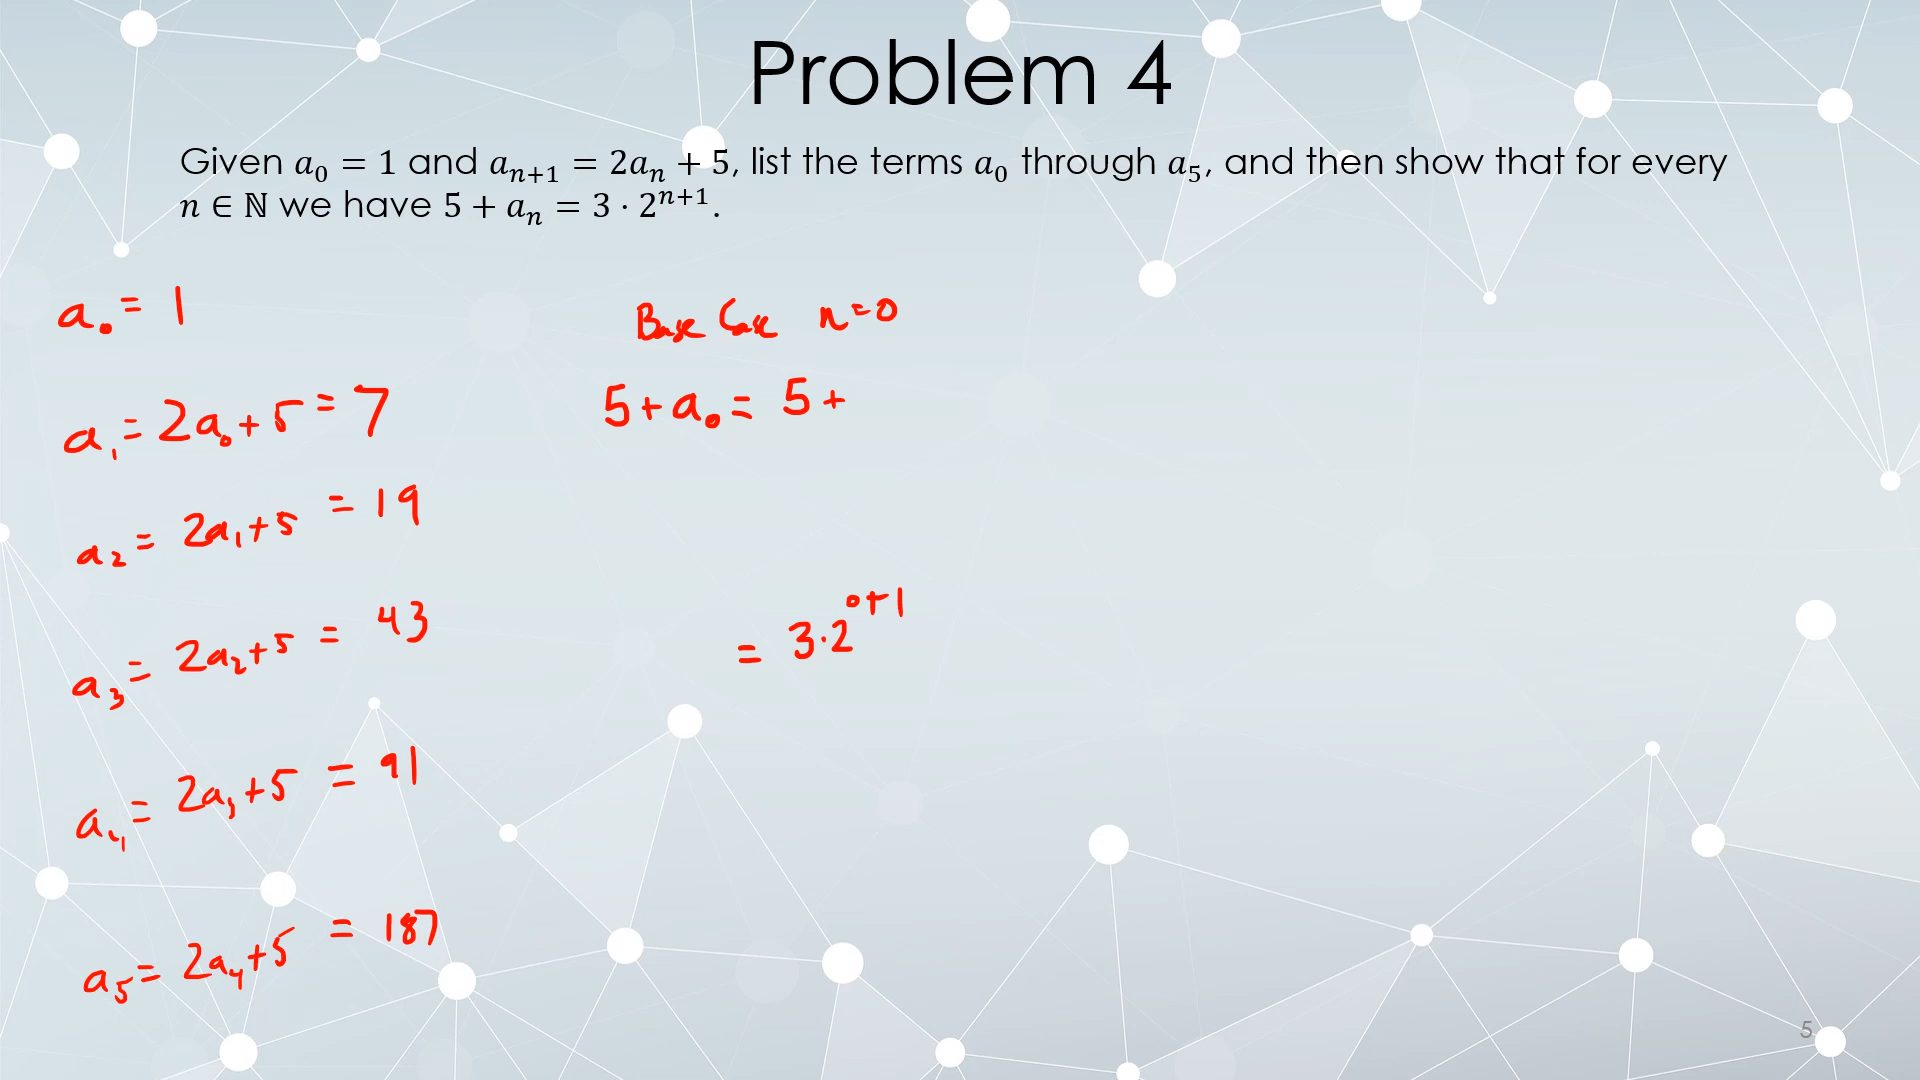 Problem 4
Given a₀ = 1 and aₙ₊₁ = 2aₙ + 5, list the terms a₀ through a₅, and then show that for every
n ∈ ℕ we have 5 + aₙ = 3 · 2ⁿ⁺¹.
a₀ = 1
a₁ = 2a₀ + 5 = 7
a₂ = 2a₁ + 5 = 19
a₃ = 2a₂ + 5 = 43
a₄ = 2a₃ + 5 = 91
a₅ = 2a₄ + 5 = 187
Base Case n = 0
5 + a₀ = 5 +
= 3 · 2⁰⁺¹
5